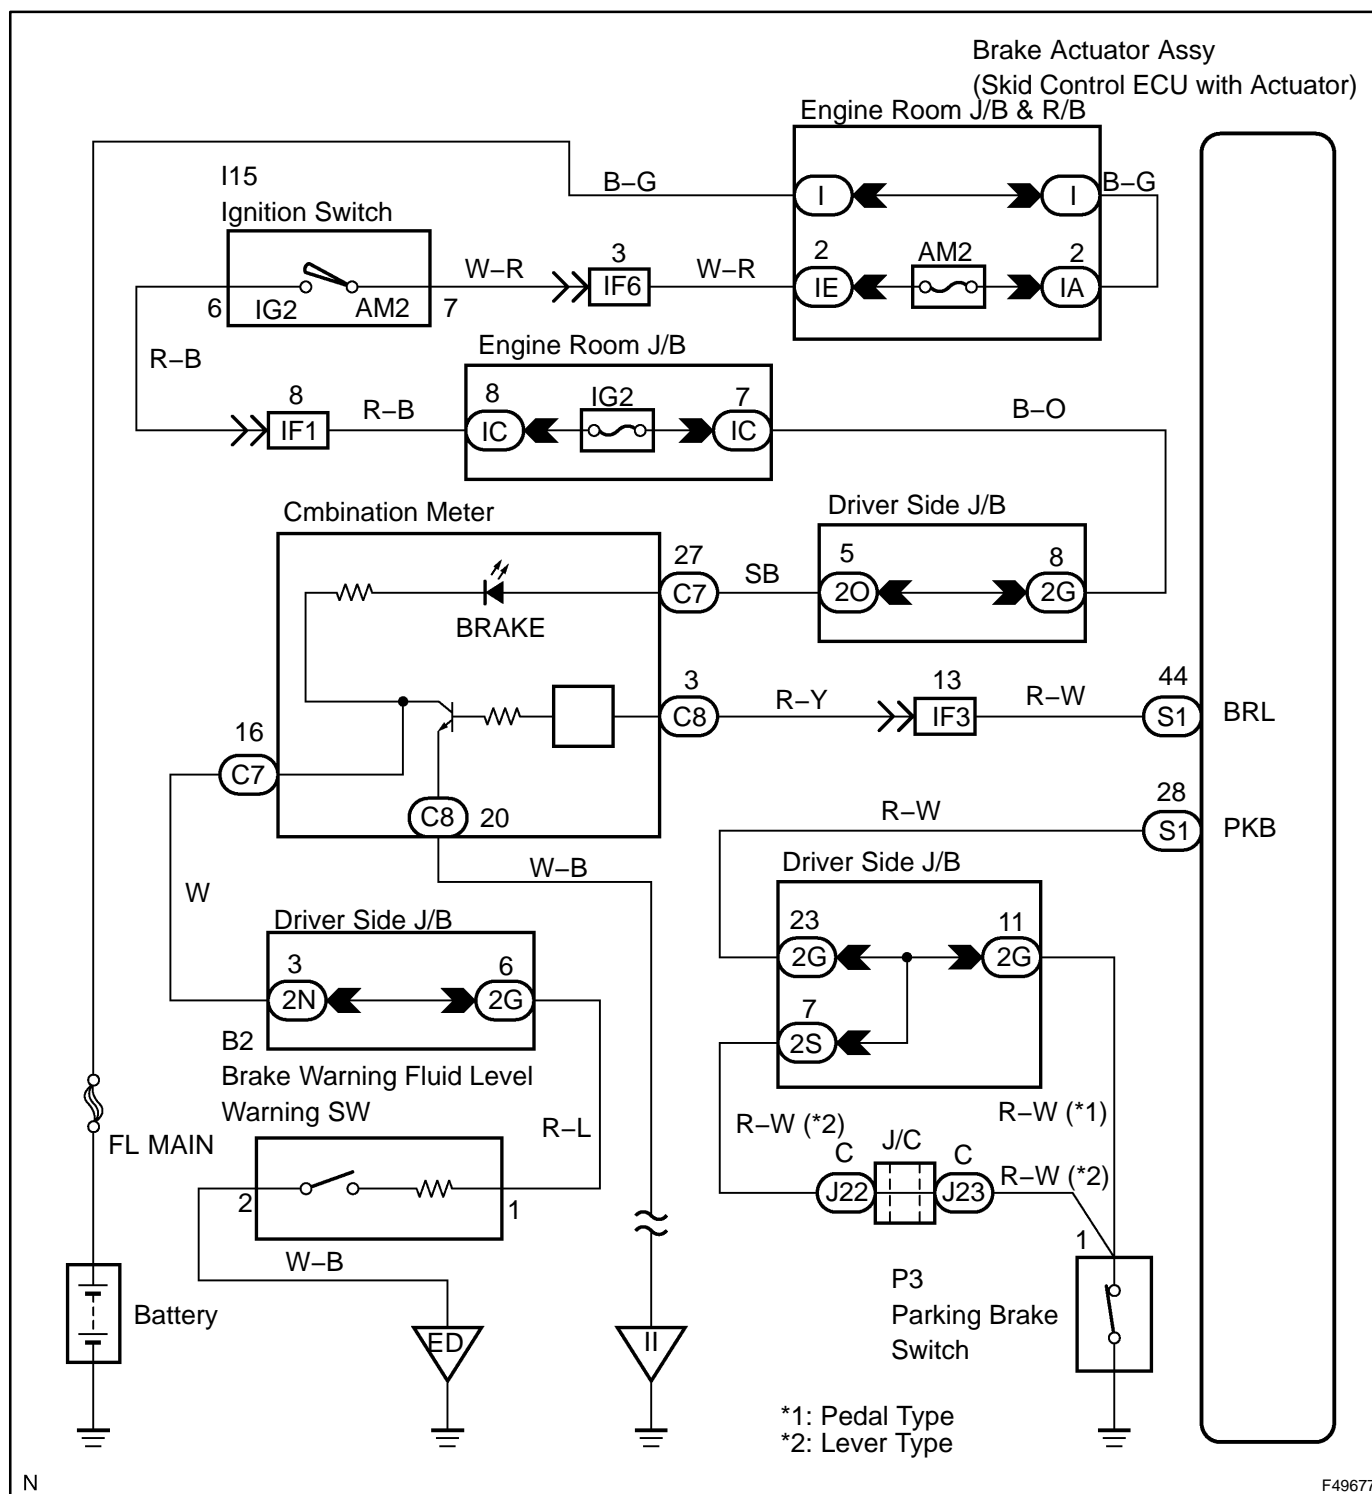 Brake Actuator Assy
(Skid Control ECU with Actuator)
Engine Room J/B & R/B
I15
Ignition Switch
B–G
I
I
B–G
W–R
3
IF6
W–R
2
IE
AM2
2
IA
6
IG2
AM2
7
R–B
Engine Room J/B
8
IF1
R–B
8
IC
IG2
7
IC
B–O
Cmbination Meter
Driver Side J/B
27
C7
SB
5
2O
8
2G
BRAKE
3
C8
R–Y
13
IF3
R–W
44
S1
BRL
16
C7
C8
20
R–W
28
S1
PKB
W–B
Driver Side J/B
W
Driver Side J/B
23
2G
11
2G
3
2N
6
2G
7
2S
B2
Brake Warning Fluid Level
Warning SW
R–L
R–W (*2)
R–W (*1)
FL MAIN
C
J/C
C
J22
J23
R–W (*2)
2
1
W–B
1
P3
Parking Brake
Switch
Battery
ED
II
*1: Pedal Type
*2: Lever Type
N
F49677